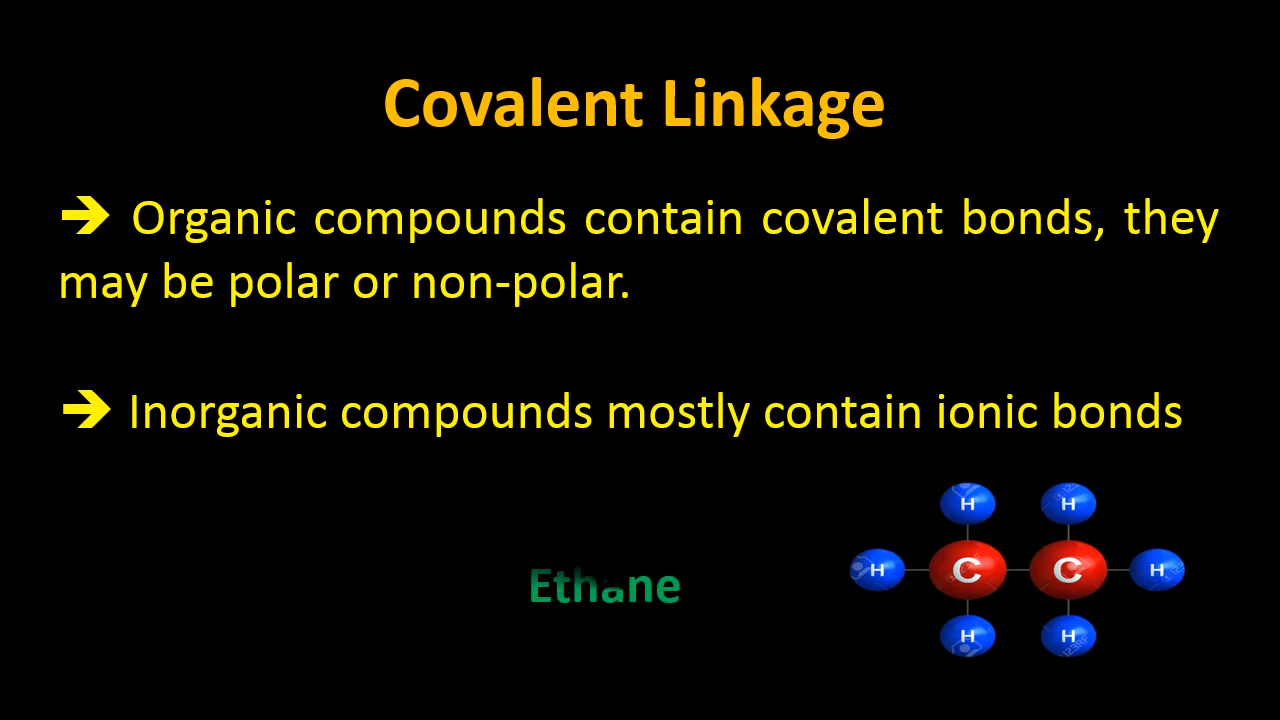 Covalent Linkage
➔ Organic compounds contain covalent bonds, they
may be polar or non-polar.
➔ Inorganic compounds mostly contain ionic bonds
H H
H C C H
H H
Ethane